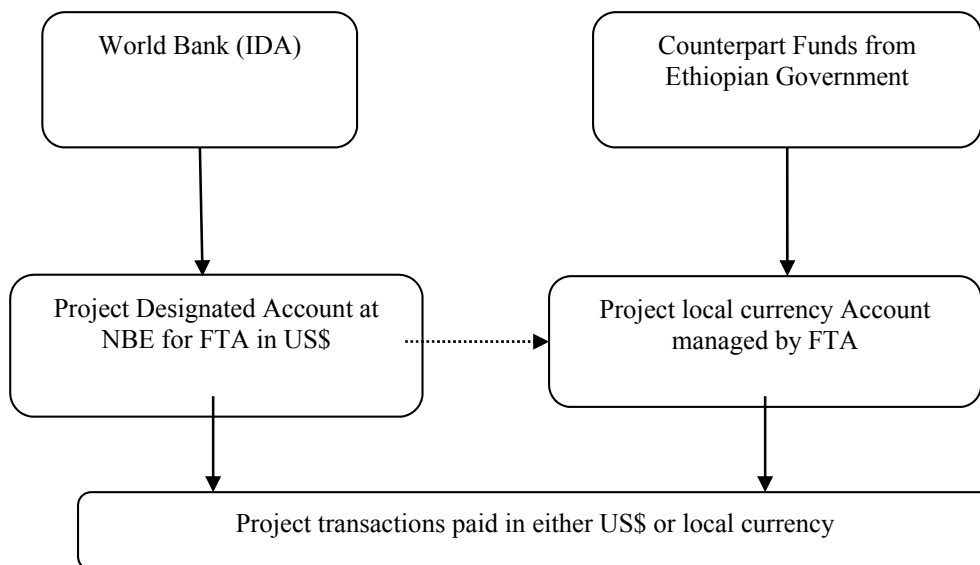 World Bank (IDA)
Counterpart Funds from
Ethiopian Government
Project Designated Account at
NBE for FTA in US$
Project local currency Account
managed by FTA
Project transactions paid in either US$ or local currency